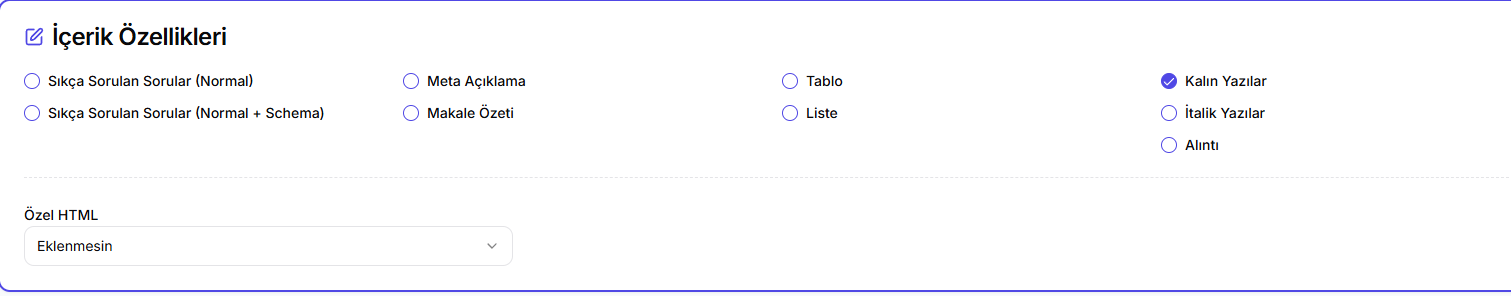 İçerik Özellikleri
Sıkça Sorulan Sorular (Normal)
Meta Açıklama
Tablo
Kalın Yazılar
Sıkça Sorulan Sorular (Normal + Schema)
Makale Özeti
Liste
İtalik Yazılar
Alıntı
Özel HTML
Eklenmesin